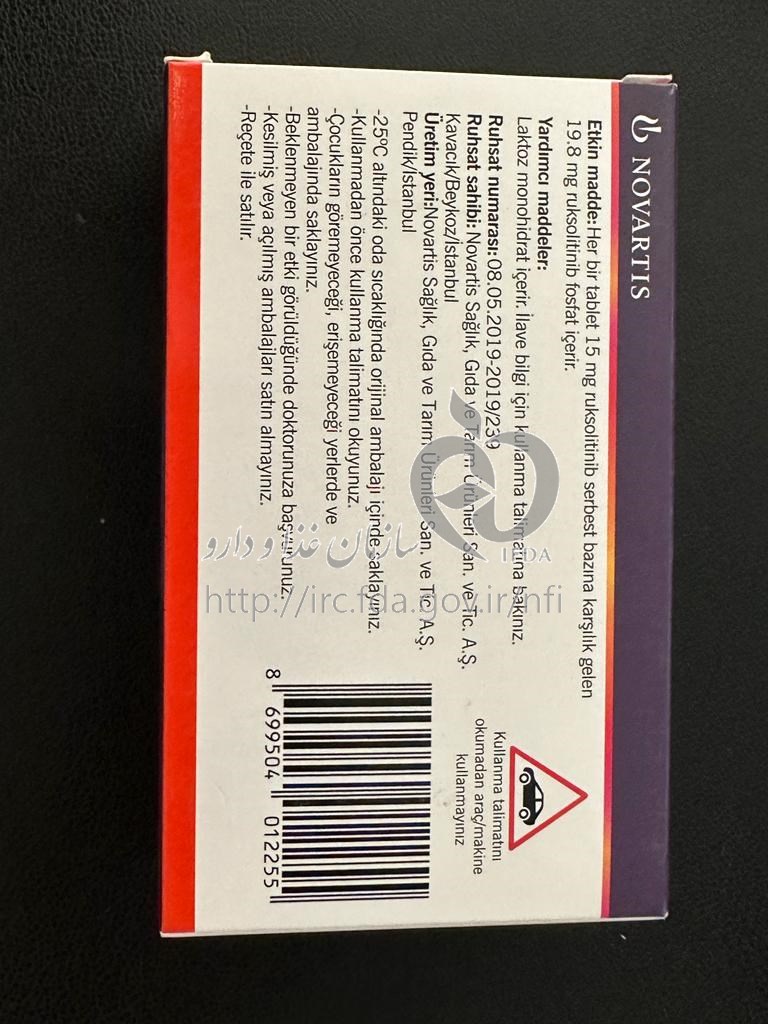 NOVARTIS
Etkin madde: Her bir tablet 15 mg ruksolitinib serbest bazına karşılık gelen
19.8 mg ruksolitinib fosfat içerir.
Yardımcı maddeler:
Laktoz monohidrat içerir. İlave bilgi için kullanma talimatına bakınız.
Ruhsat numarası: 08.05.2019-2019/239
Ruhsat sahibi: Novartis Sağlık, Gıda ve Tarım Ürünleri San. ve Tic. A.Ş.
Kavacık/Beykoz/İstanbul
Üretim yeri: Novartis Sağlık, Gıda ve Tarım Ürünleri San. ve Tic. A.Ş.
Pendik/İstanbul
-25°C altındaki oda sıcaklığında orijinal ambalajı içinde saklayınız.
-Kullanmadan önce kullanma talimatını okuyunuz.
-Çocukların göremeyeceği, erişemeyeceği yerlerde ve
ambalajında saklayınız.
-Beklenmeyen bir etki görüldüğünde doktorunuza başvurunuz.
-Kesilmiş veya açılmış ambalajları satın almayınız.
-Reçete ile satılır.
Kullanma talimatını
okumadan araç/makine
kullanmayınız
8 699504 012255
IFDA
سازمان غذا و دارو
http://irc.fda.gov.ir/nfi